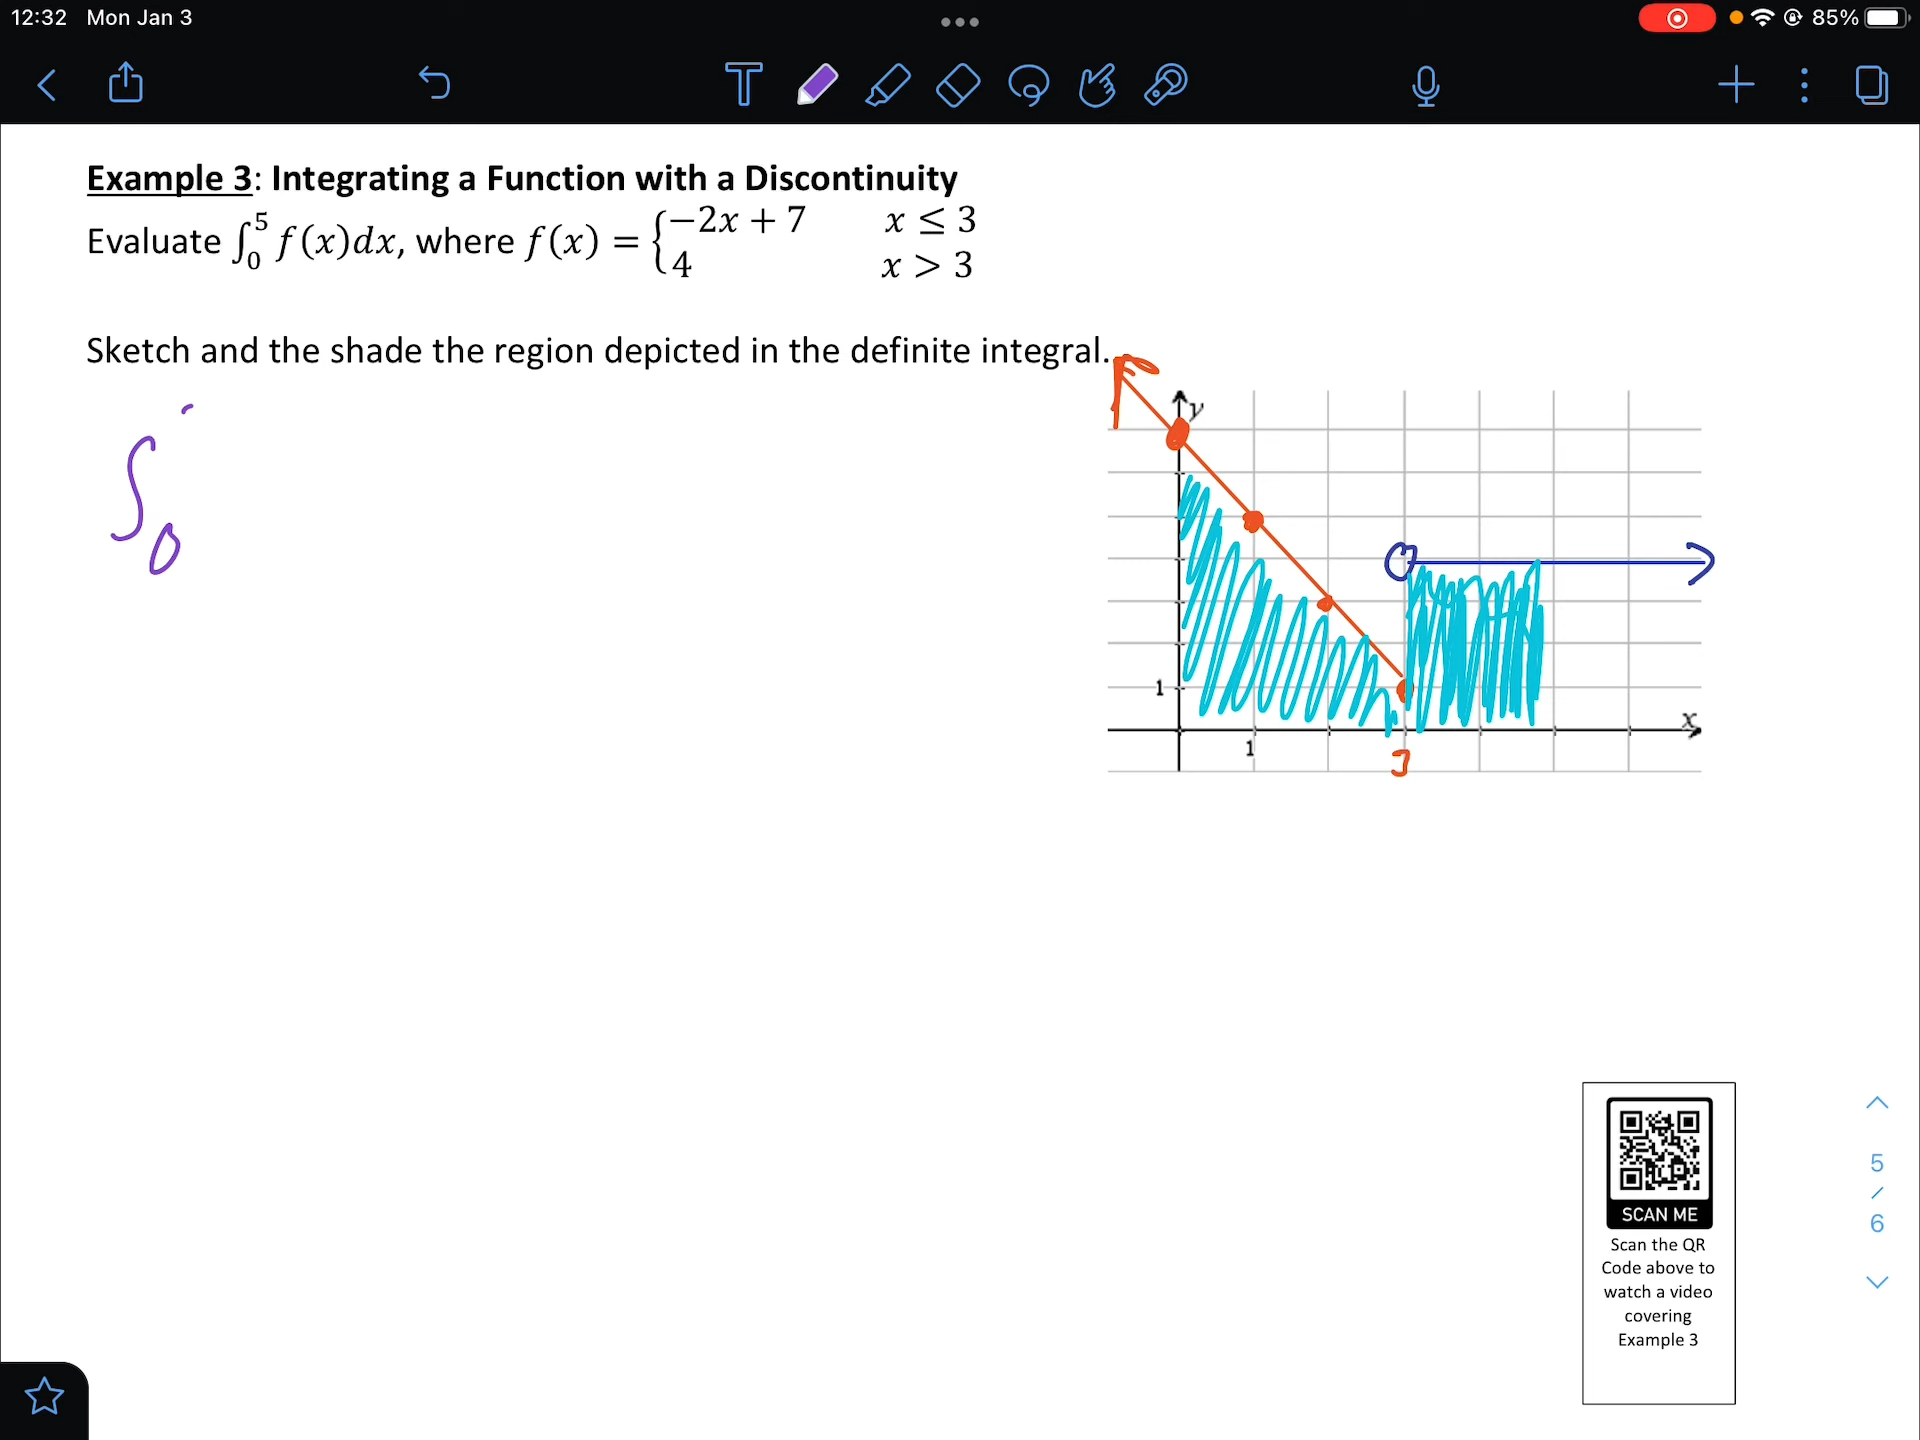 12:32 Mon Jan 3
85%
T
Example 3: Integrating a Function with a Discontinuity
Evaluate ∫₀⁵ f(x)dx, where f(x) = {−2x + 7 x ≤ 3
4 x > 3
Sketch and the shade the region depicted in the definite integral.
∫₀
y
1
x
1
3
SCAN ME
Scan the QR
Code above to
watch a video
covering
Example 3
5
/
6